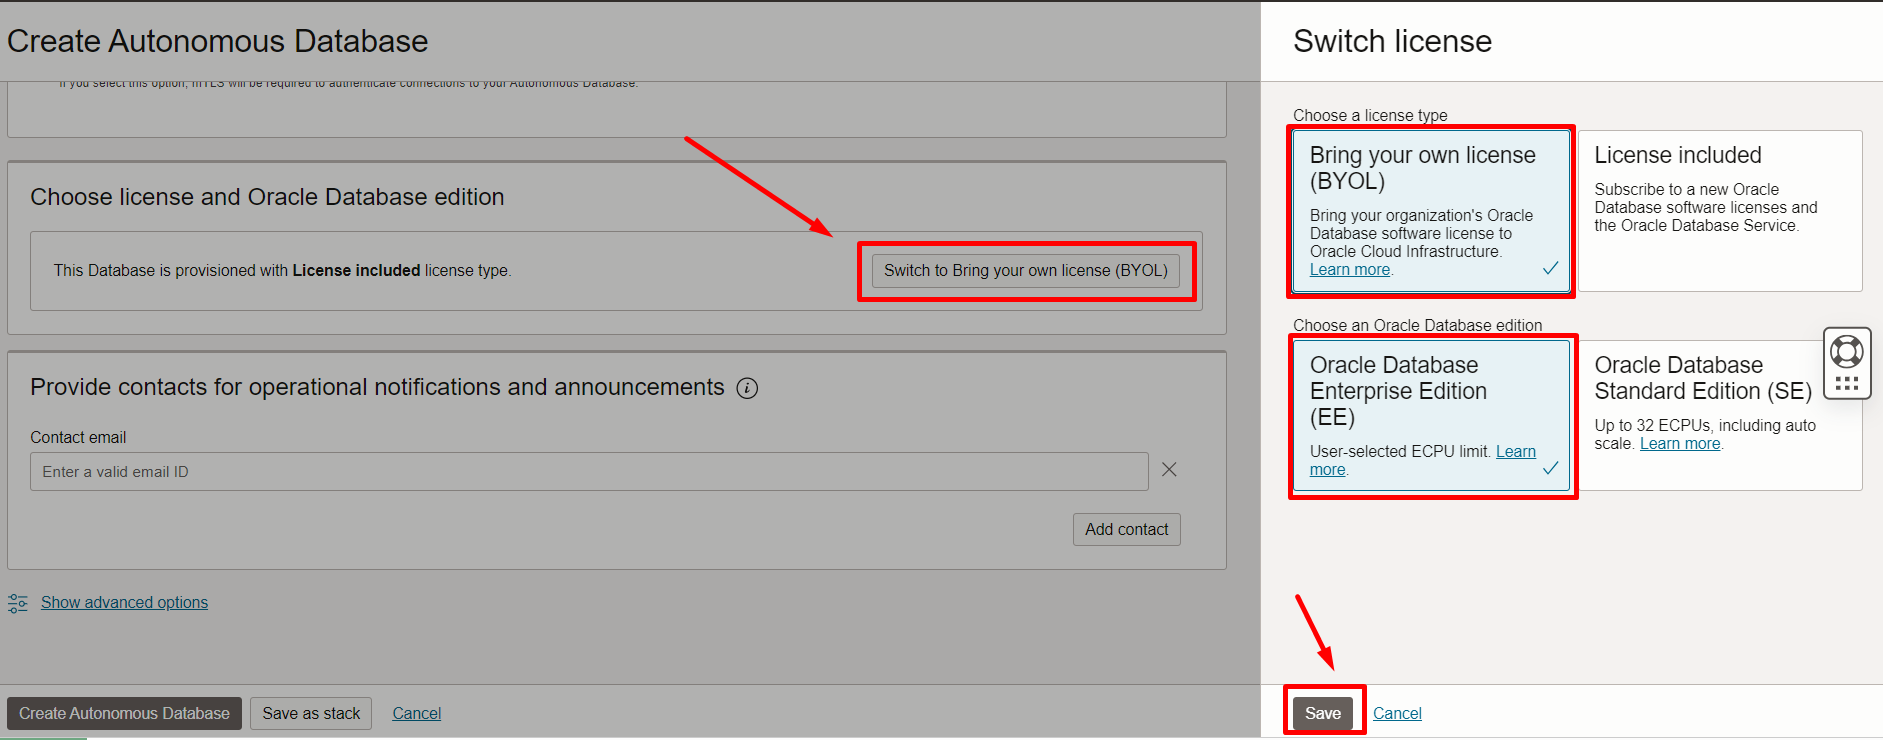 Create Autonomous Database
If you select this option, mTLS will be required to authenticate connections to your Autonomous Database.
Choose license and Oracle Database edition
This Database is provisioned with License included license type.
Switch to Bring your own license (BYOL)
Provide contacts for operational notifications and announcements
Contact email
Enter a valid email ID
Add contact
Show advanced options
Create Autonomous Database
Save as stack
Cancel
Switch license
Choose a license type
Bring your own license
(BYOL)
Bring your organization's Oracle
Database software license to
Oracle Cloud Infrastructure.
Learn more.
License included
Subscribe to a new Oracle
Database software licenses and
the Oracle Database Service.
Choose an Oracle Database edition
Oracle Database
Enterprise Edition
(EE)
User-selected ECPU limit. Learn
more.
Oracle Database
Standard Edition (SE)
Up to 32 ECPUs, including auto
scale. Learn more.
Save
Cancel